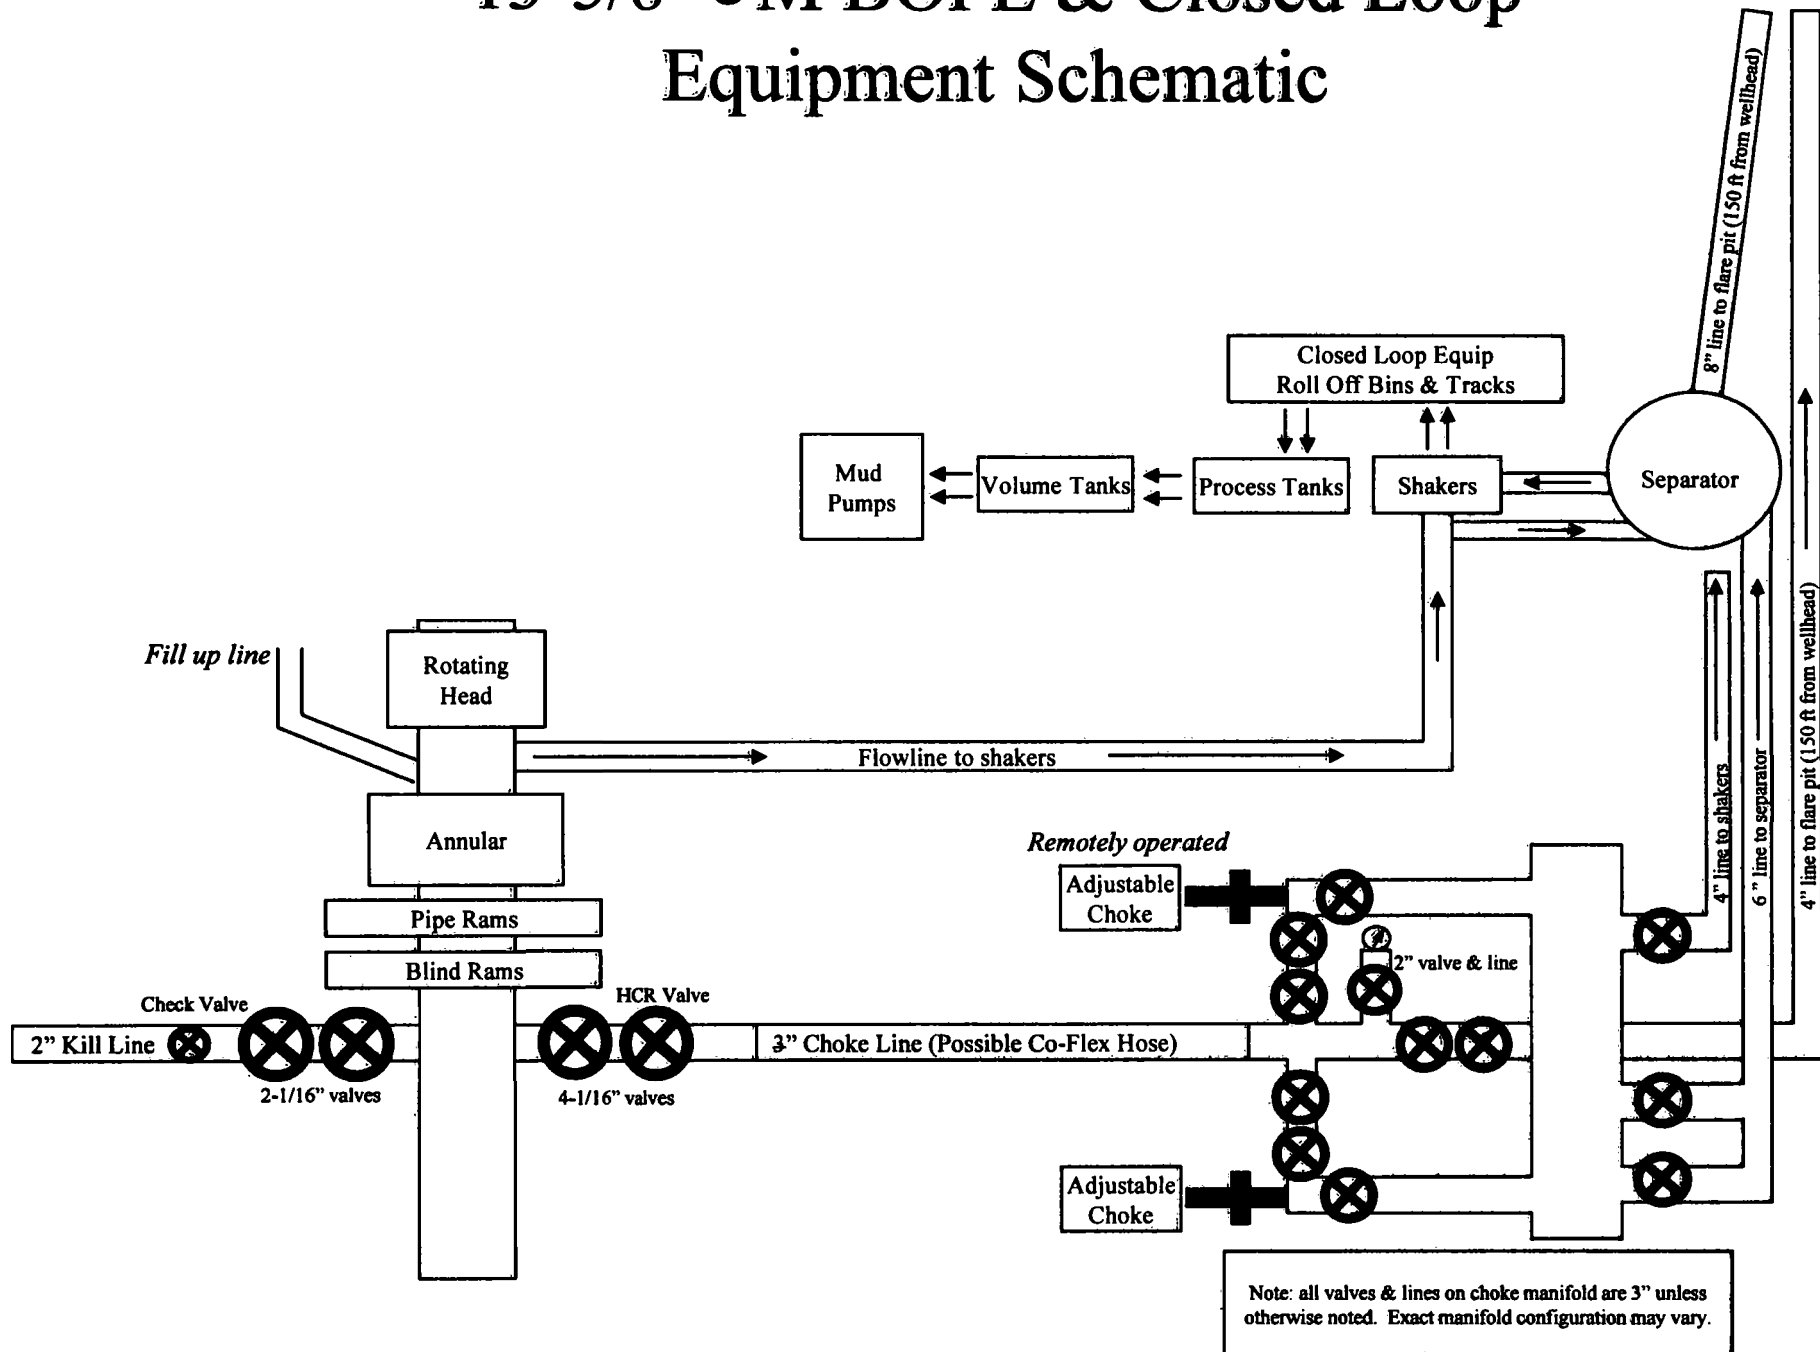 BOPE & Closed Loop
Equipment Schematic
8” line to flare pit (150 ft from wellhead)
Closed Loop Equip
Roll Off Bins & Tracks
Mud
Pumps
Volume Tanks
Process Tanks
Shakers
Separator
Fill up line
Rotating
Head
Flowline to shakers
Annular
Pipe Rams
Blind Rams
Remotely operated
Adjustable
Choke
2” valve & line
4” line to shakers
6” line to separator
4” line to flare pit (150 ft from wellhead)
Check Valve
HCR Valve
2” Kill Line
3” Choke Line (Possible Co-Flex Hose)
2-1/16” valves
4-1/16” valves
Adjustable
Choke
Note: all valves & lines on choke manifold are 3” unless
otherwise noted. Exact manifold configuration may vary.